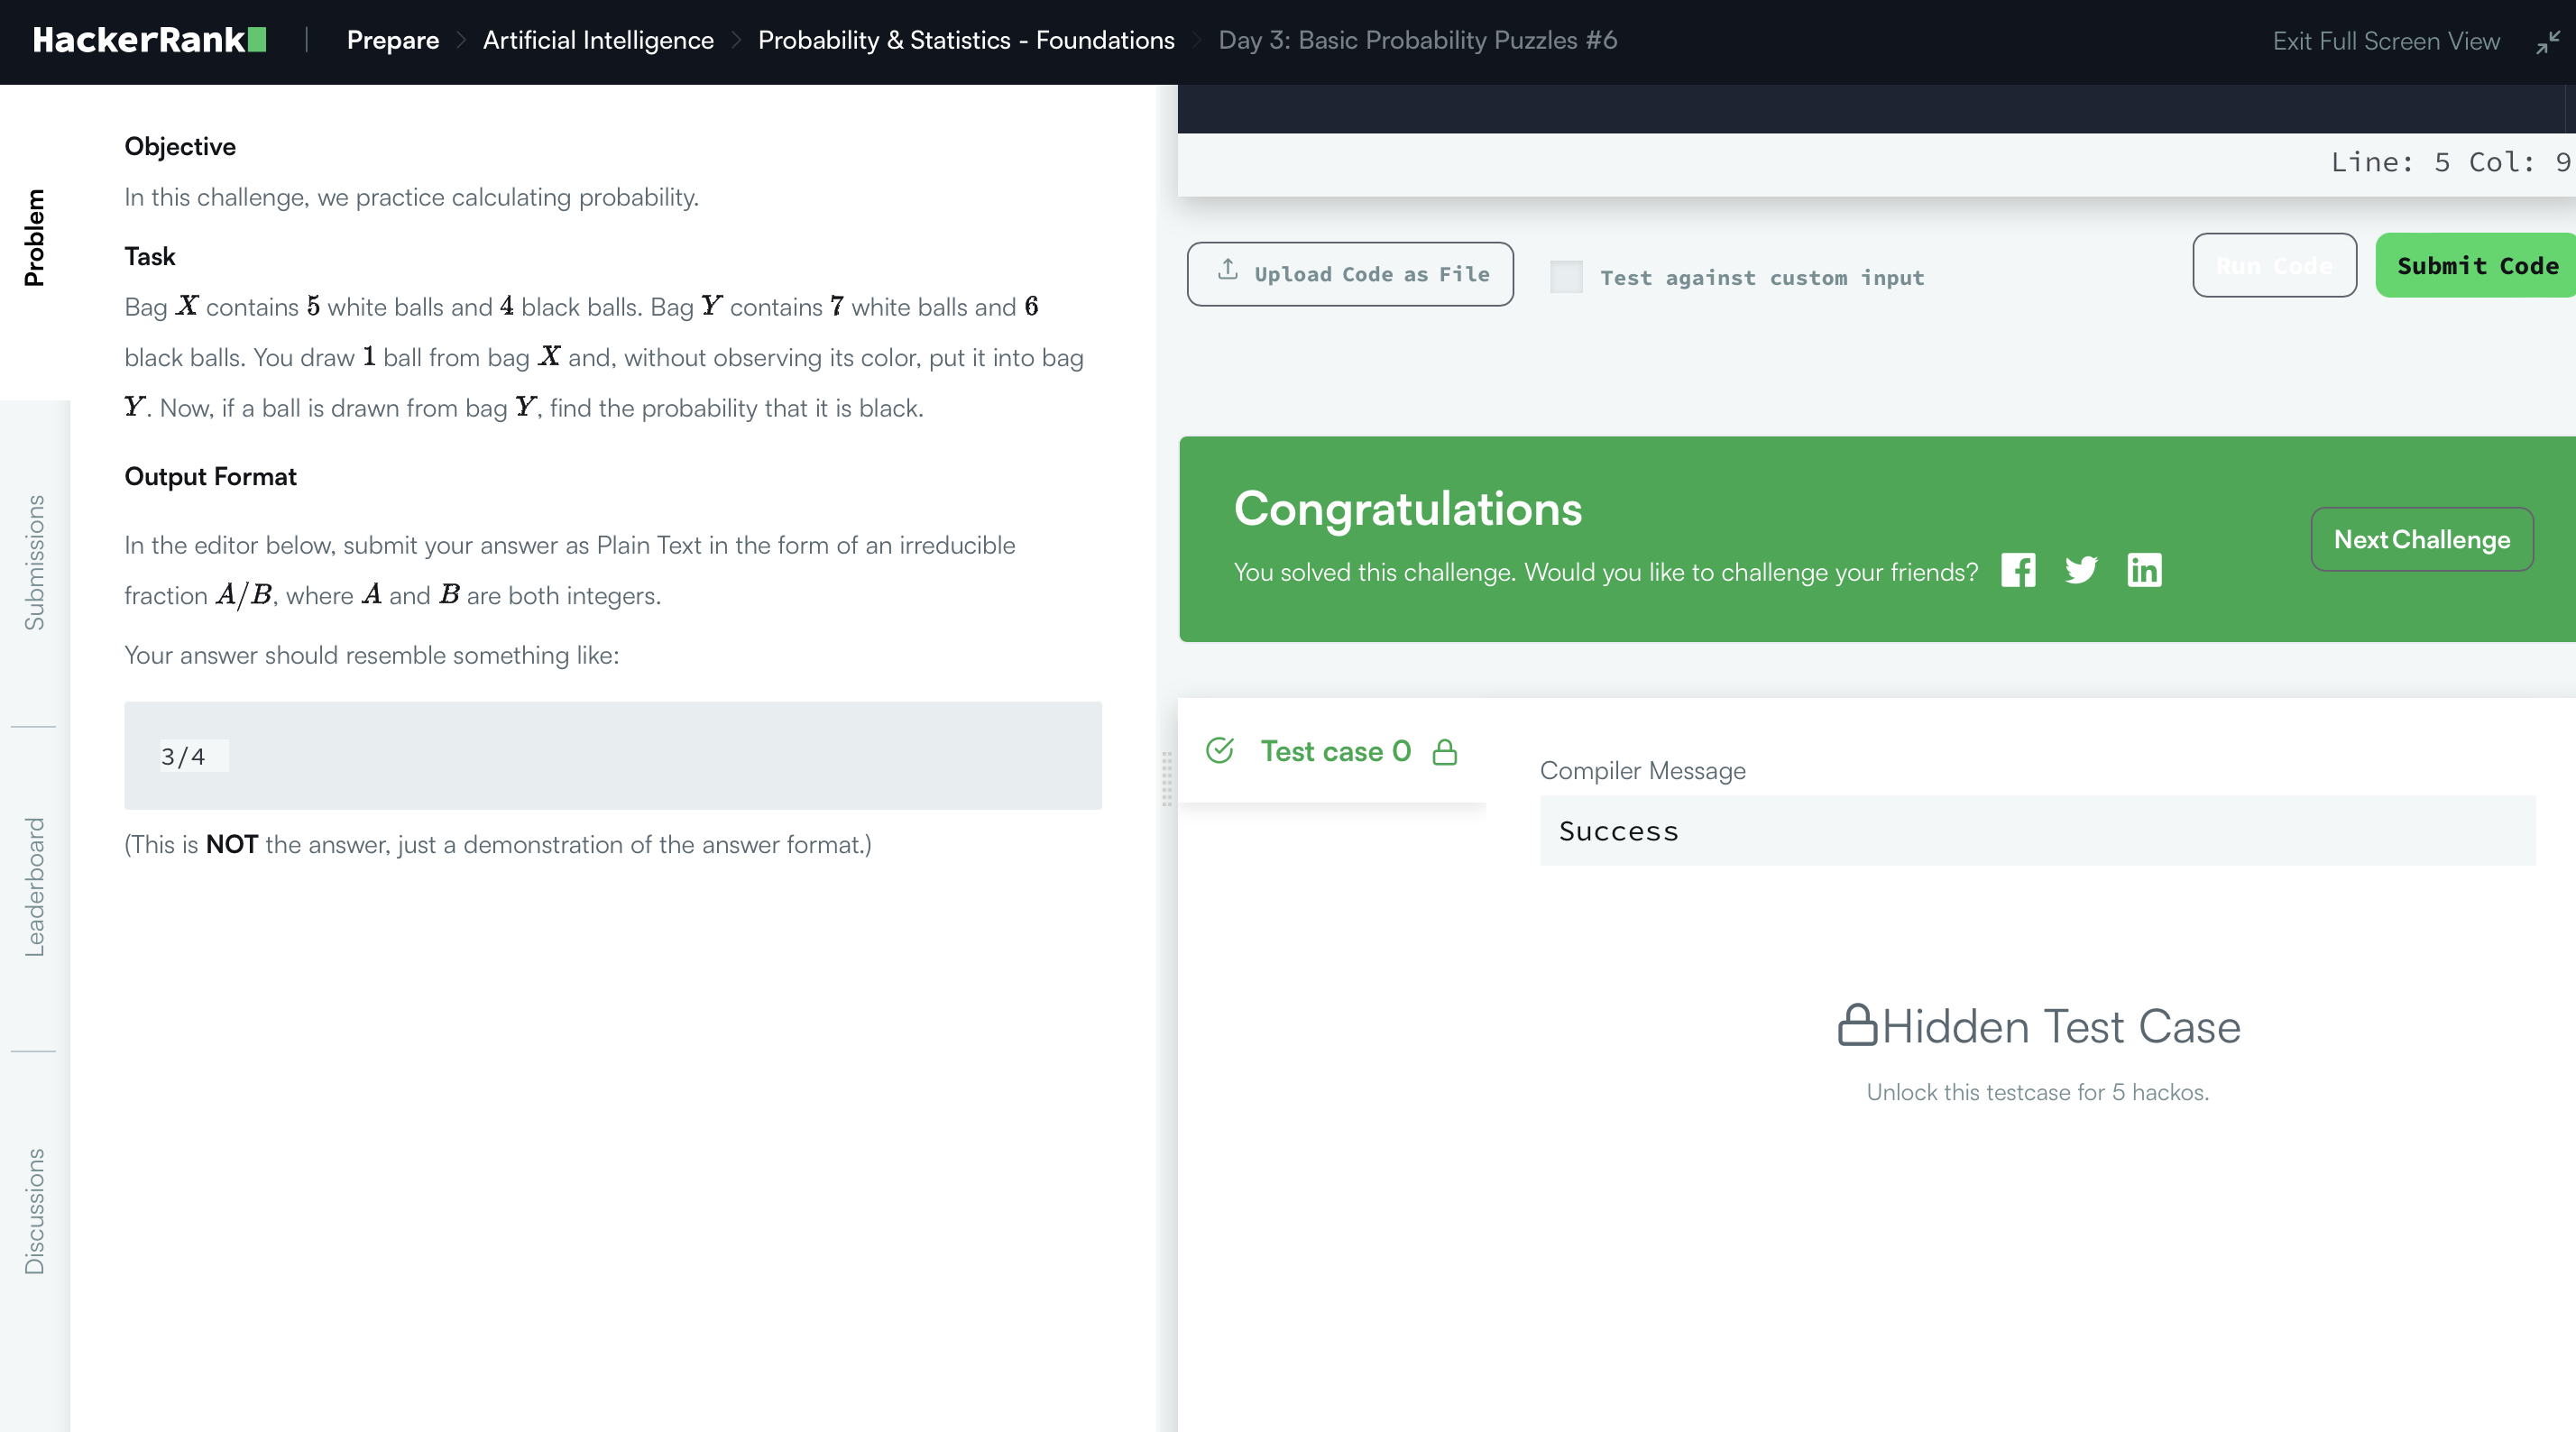 HackerRank | Prepare > Artificial Intelligence > Probability & Statistics - Foundations > Day 3: Basic Probability Puzzles #6
Exit Full Screen View
Problem
Submissions
Leaderboard
Discussions
Objective
In this challenge, we practice calculating probability.
Task
Bag X contains 5 white balls and 4 black balls. Bag Y contains 7 white balls and 6
black balls. You draw 1 ball from bag X and, without observing its color, put it into bag
Y. Now, if a ball is drawn from bag Y, find the probability that it is black.
Output Format
In the editor below, submit your answer as Plain Text in the form of an irreducible
fraction A/B, where A and B are both integers.
Your answer should resemble something like:
3/4
(This is NOT the answer, just a demonstration of the answer format.)
Line: 5 Col: 9
Upload Code as File
Test against custom input
Run Code
Submit Code
Congratulations
You solved this challenge. Would you like to challenge your friends?
Next Challenge
Test case 0
Compiler Message
Success
Hidden Test Case
Unlock this testcase for 5 hackos.